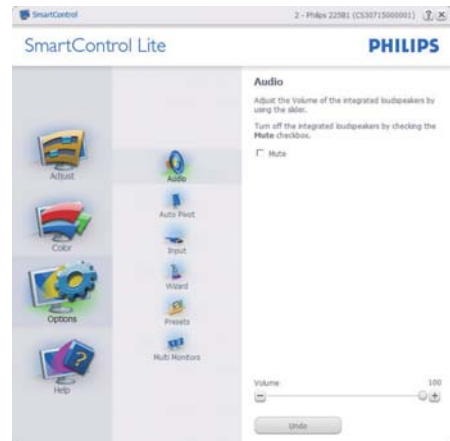 SmartControl
2 - Philips 225B1 (CS30715000001)
SmartControl Lite
PHILIPS
Adjust
Color
Options
Help
Audio
Auto Pivot
Input
Wizard
Presets
Multi Monitors
Audio
Adjust the Volume of the integrated loudspeakers by
using the slider.
Turn off the integrated loudspeakers by checking the
Mute checkbox.
Mute
Volume
100
Undo